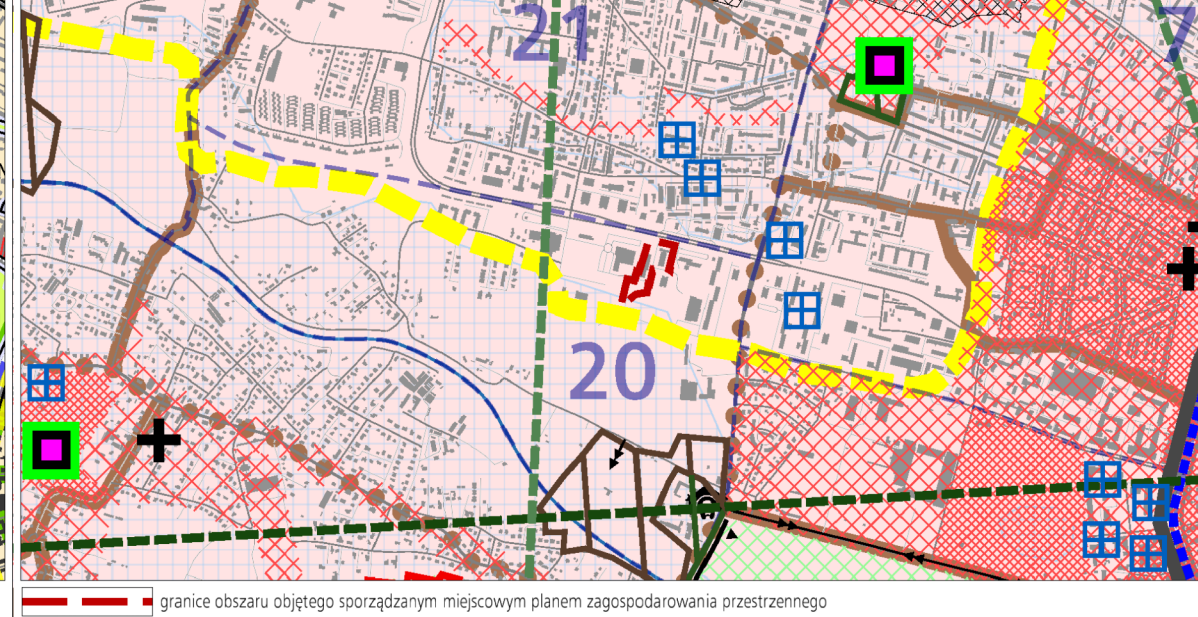 21
7
20
granice obszaru objętego sporządzanym miejscowym planem zagospodarowania przestrzennego